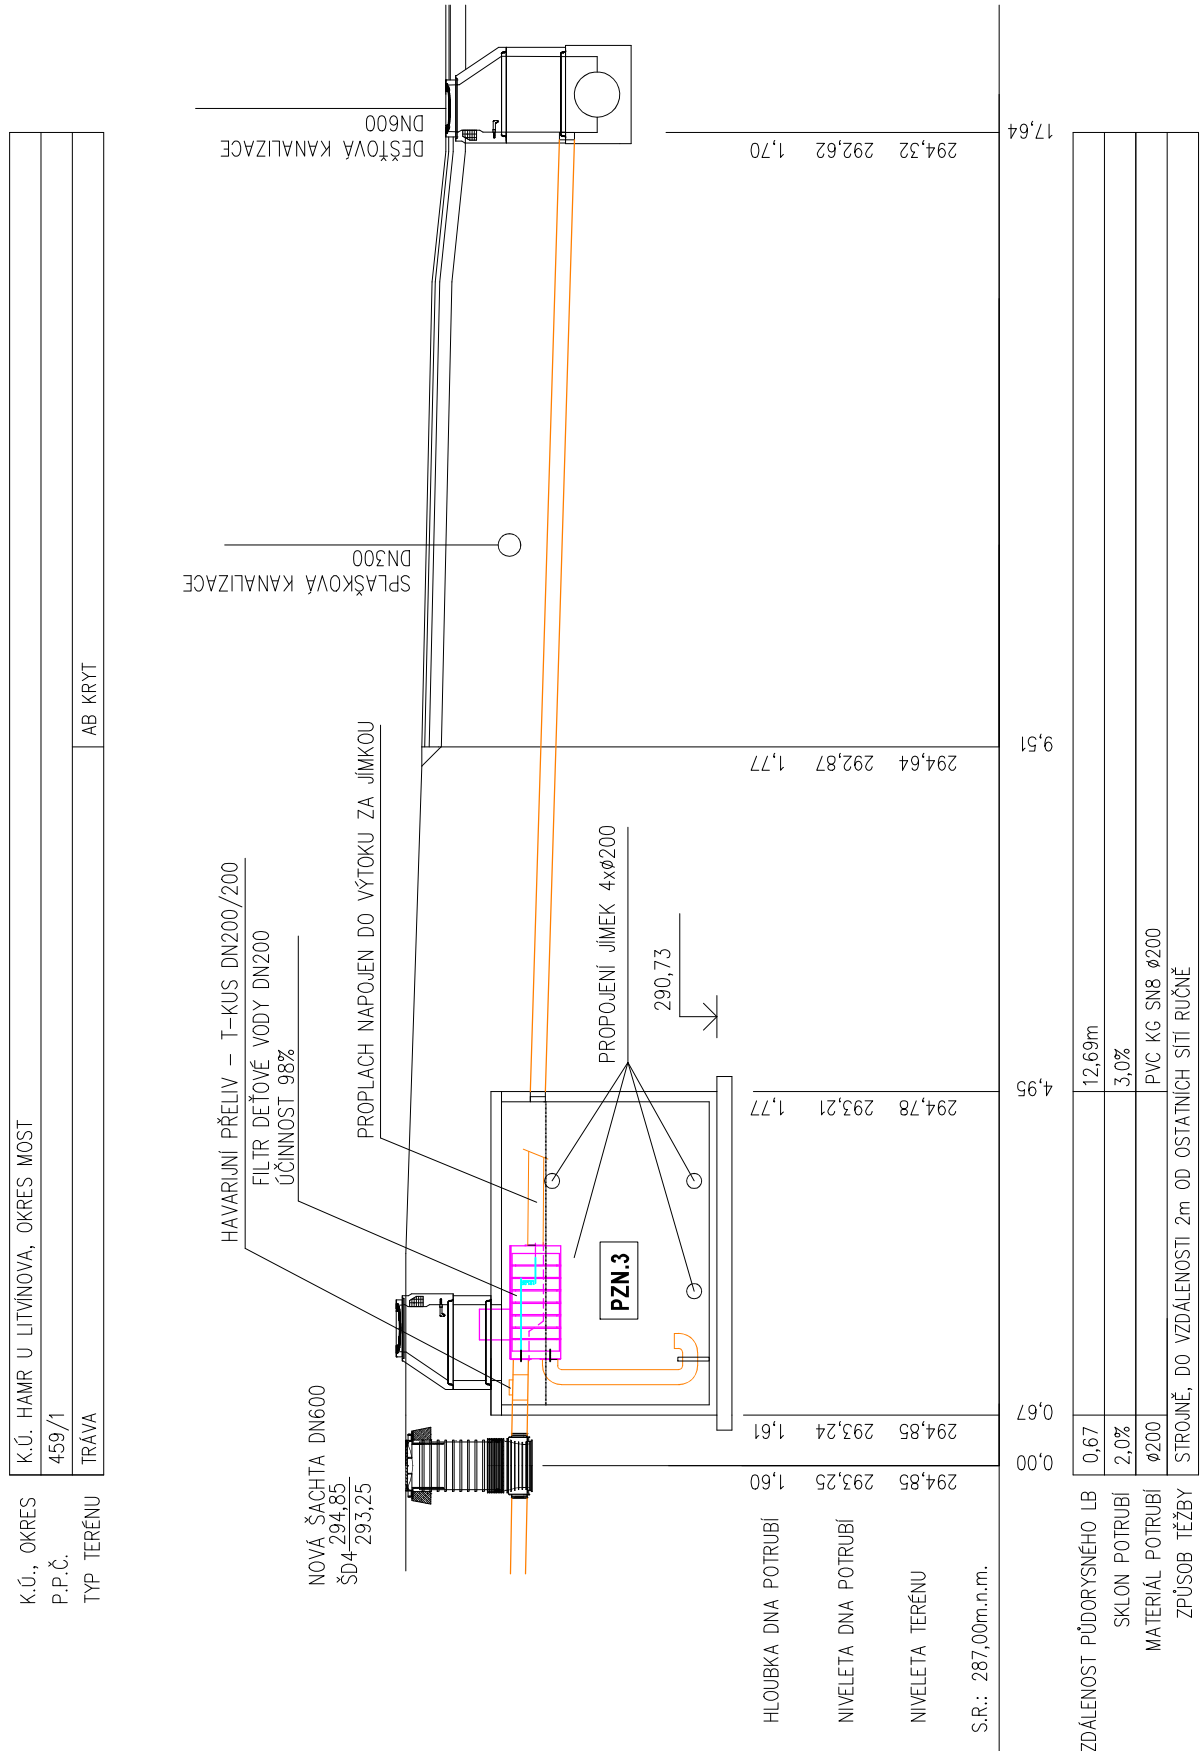 K.Ú., OKRES
K.Ú. HAMR U LITVÍNOVA, OKRES MOST
P.P.Č.
459/1
TYP TERÉNU
TRÁVA
AB KRYT
DEŠŤOVÁ KANALIZACE
DN600
SPLAŠKOVÁ KANALIZACE
DN300
HAVARIJNÍ PŘELIV - T-KUS DN200/200
FILTR DEŤOVÉ VODY DN200
ÚČINNOST 98%
PROPLACH NAPOJEN DO VÝTOKU ZA JÍMKOU
NOVÁ ŠACHTA DN600
ŠD4 294,85
293,25
PROPOJENÍ JÍMEK 4xø200
290,73
PZN.3
HLOUBKA DNA POTRUBÍ
1,60
1,61
1,77
1,77
1,70
NIVELETA DNA POTRUBÍ
293,25
293,24
293,21
292,87
292,62
NIVELETA TERÉNU
294,85
294,85
294,78
294,64
294,32
S.R.: 287,00m.n.m.
0,00
0,67
4,95
9,51
17,64
ZDÁLENOST PŮDORYSNÉHO LB
0,67
12,69m
SKLON POTRUBÍ
2,0%
3,0%
MATERIÁL POTRUBÍ
ø200
PVC KG SN8 ø200
ZPŮSOB TĚŽBY
STROJNĚ, DO VZDÁLENOSTI 2m OD OSTATNÍCH SÍTÍ RUČNĚ